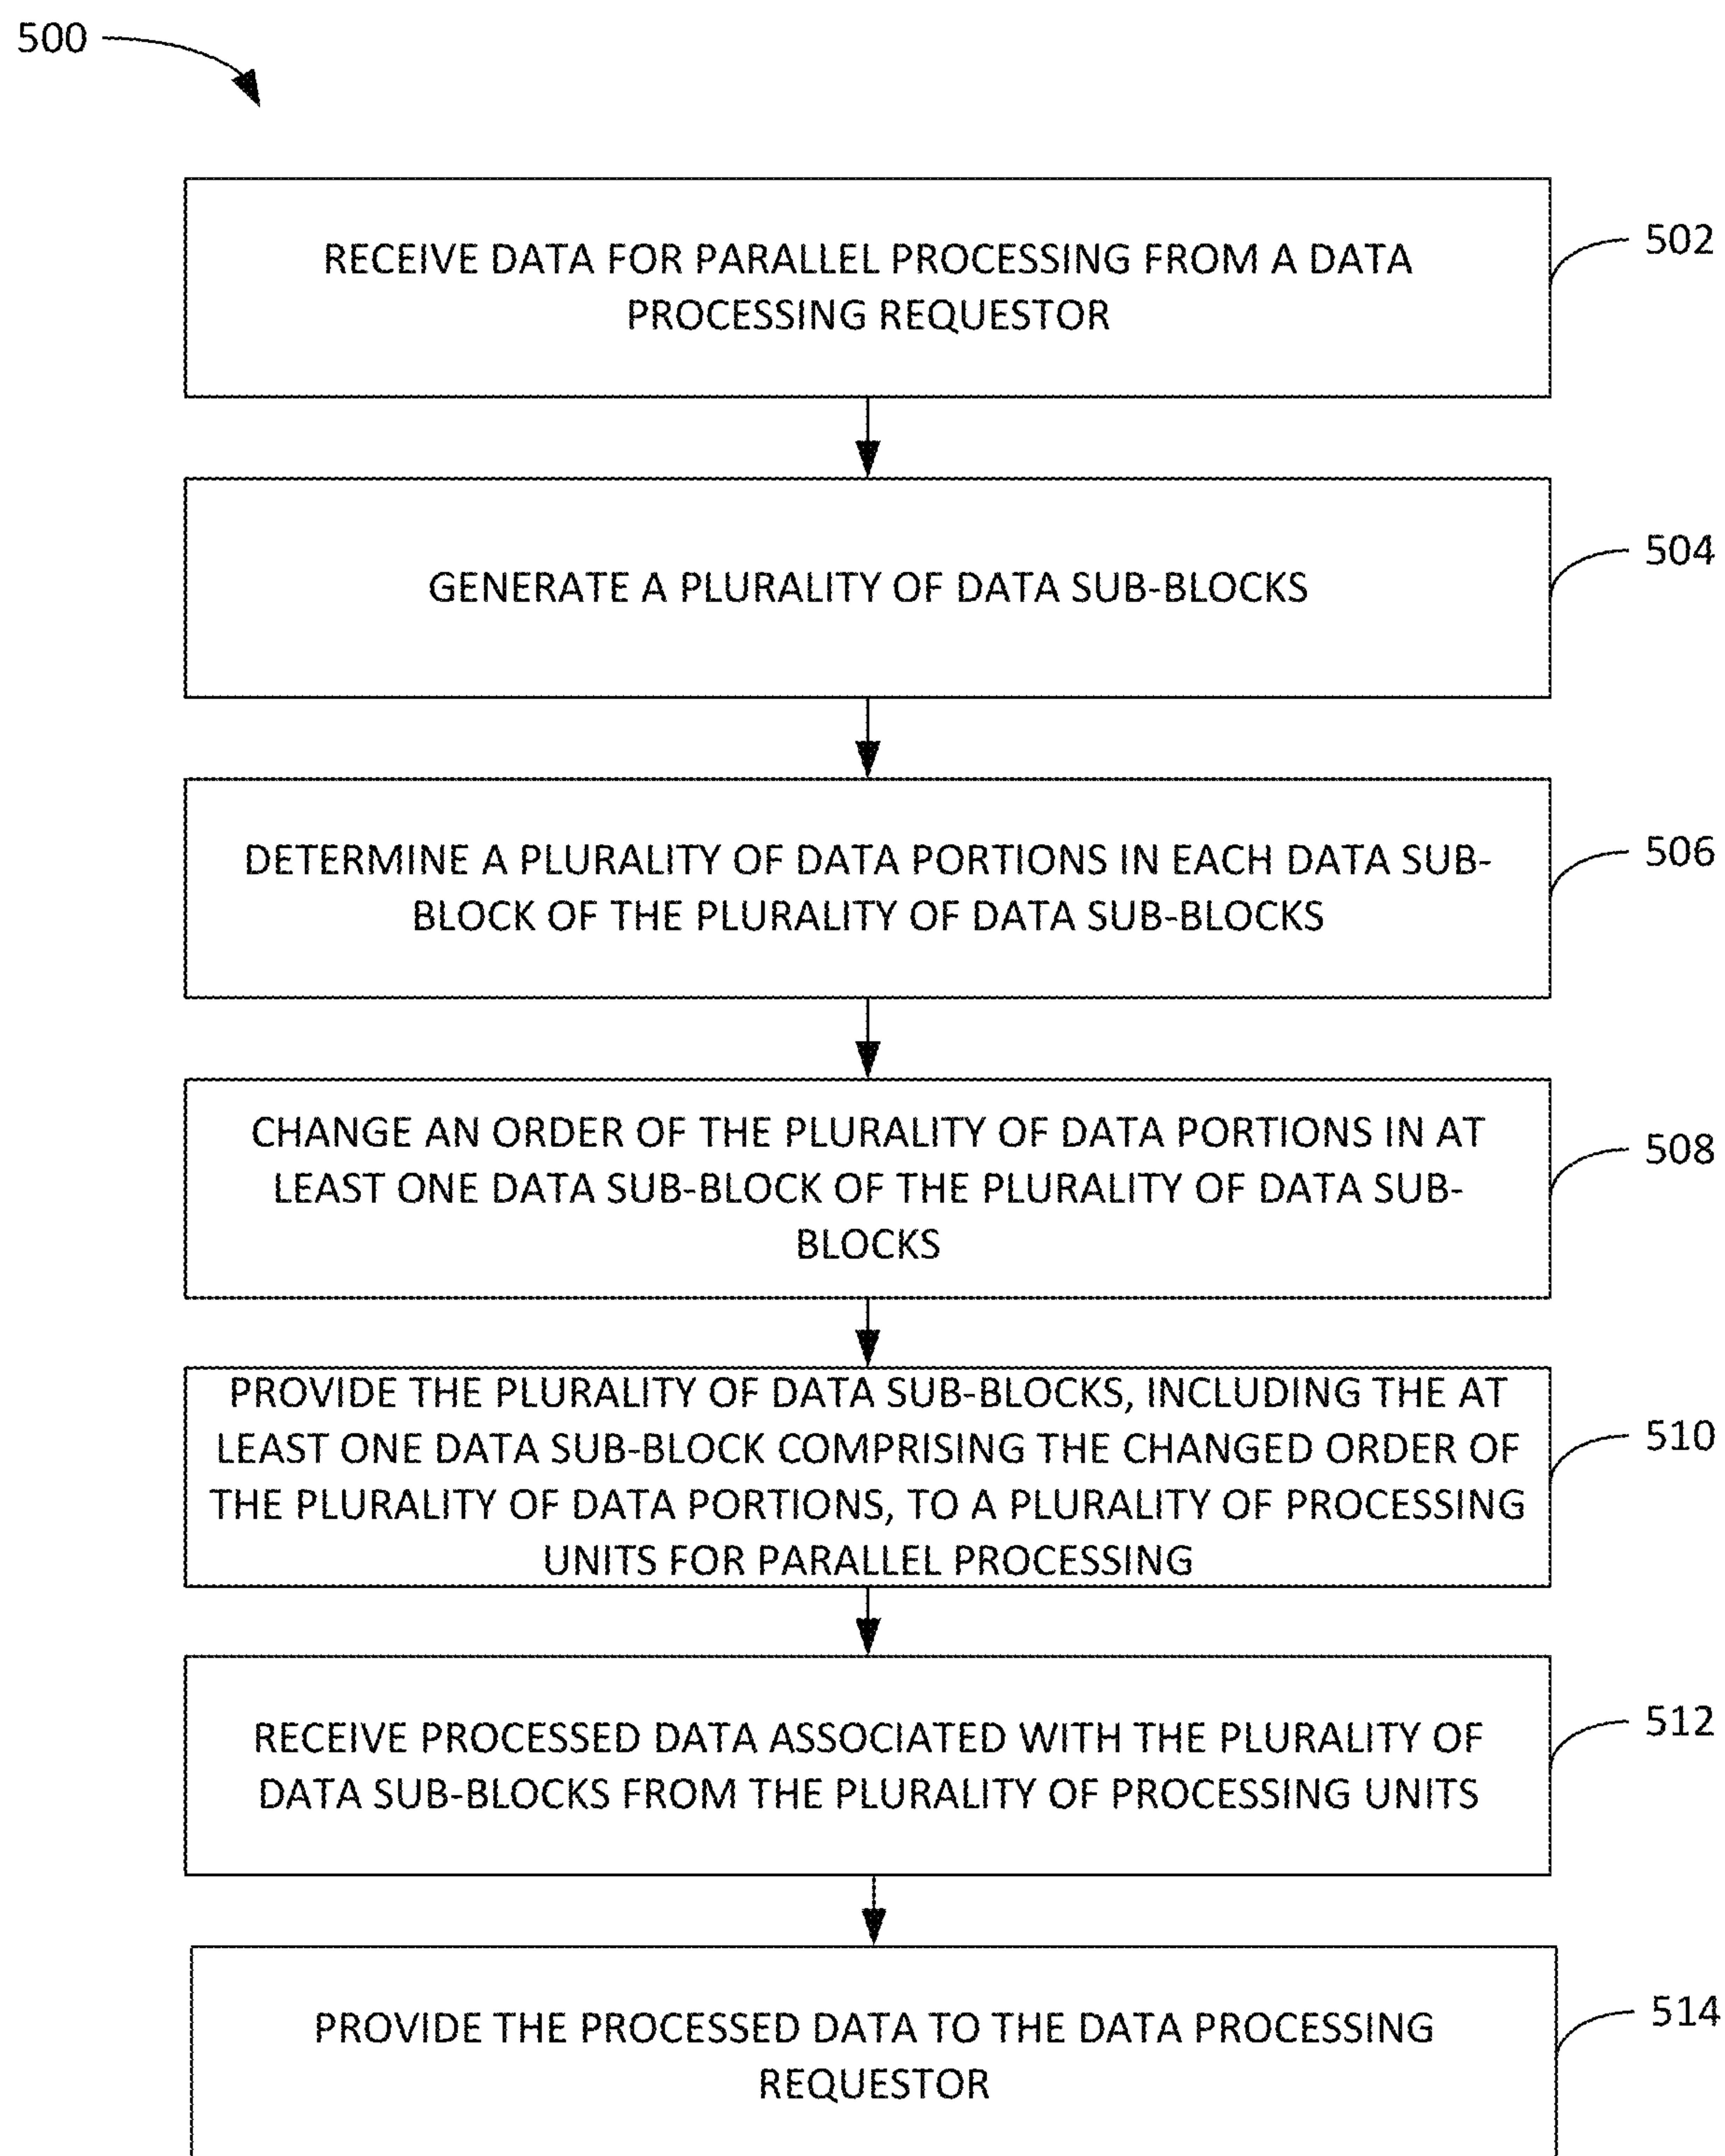 500
RECEIVE DATA FOR PARALLEL PROCESSING FROM A DATA
PROCESSING REQUESTOR
502
GENERATE A PLURALITY OF DATA SUB-BLOCKS
504
DETERMINE A PLURALITY OF DATA PORTIONS IN EACH DATA SUB-
BLOCK OF THE PLURALITY OF DATA SUB-BLOCKS
506
CHANGE AN ORDER OF THE PLURALITY OF DATA PORTIONS IN AT
LEAST ONE DATA SUB-BLOCK OF THE PLURALITY OF DATA SUB-
BLOCKS
508
PROVIDE THE PLURALITY OF DATA SUB-BLOCKS, INCLUDING THE AT
LEAST ONE DATA SUB-BLOCK COMPRISING THE CHANGED ORDER OF
THE PLURALITY OF DATA PORTIONS, TO A PLURALITY OF PROCESSING
UNITS FOR PARALLEL PROCESSING
510
RECEIVE PROCESSED DATA ASSOCIATED WITH THE PLURALITY OF
DATA SUB-BLOCKS FROM THE PLURALITY OF PROCESSING UNITS
512
PROVIDE THE PROCESSED DATA TO THE DATA PROCESSING
REQUESTOR
514